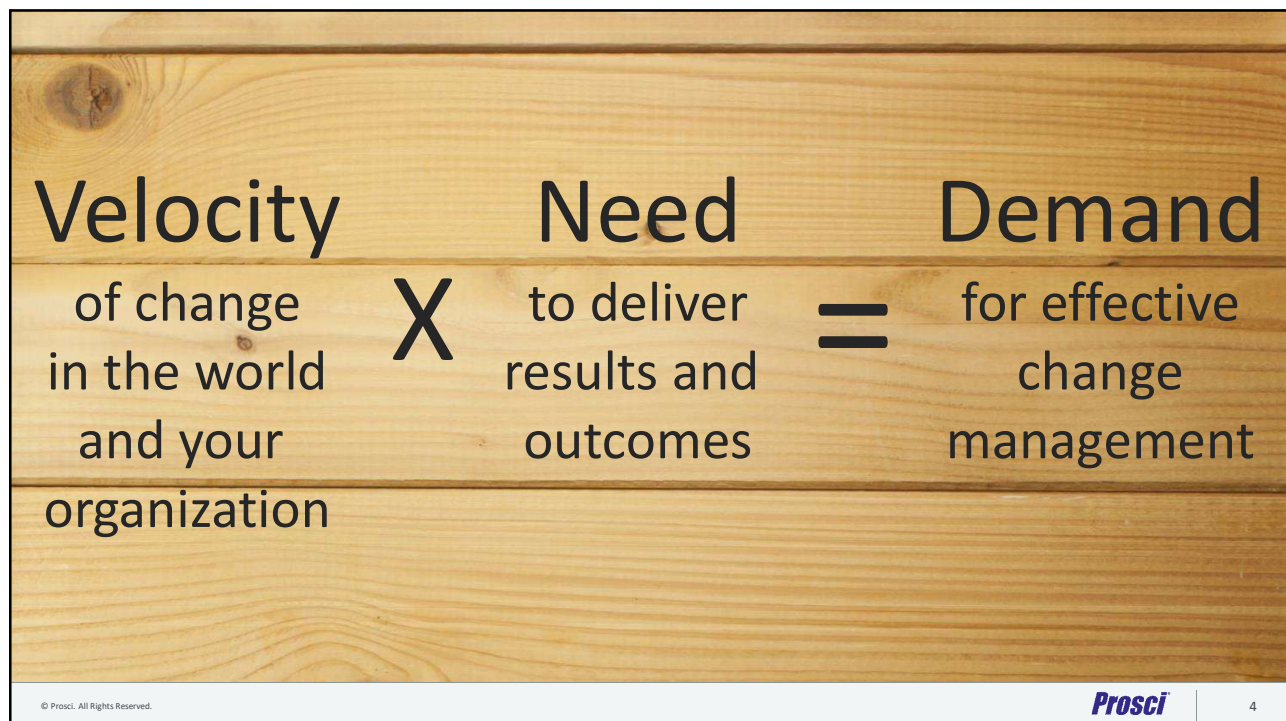 Velocity
of change
in the world
and your
organization
X
Need
to deliver
results and
outcomes
=
Demand
for effective
change
management
© Prosci. All Rights Reserved.
Prosci®
4